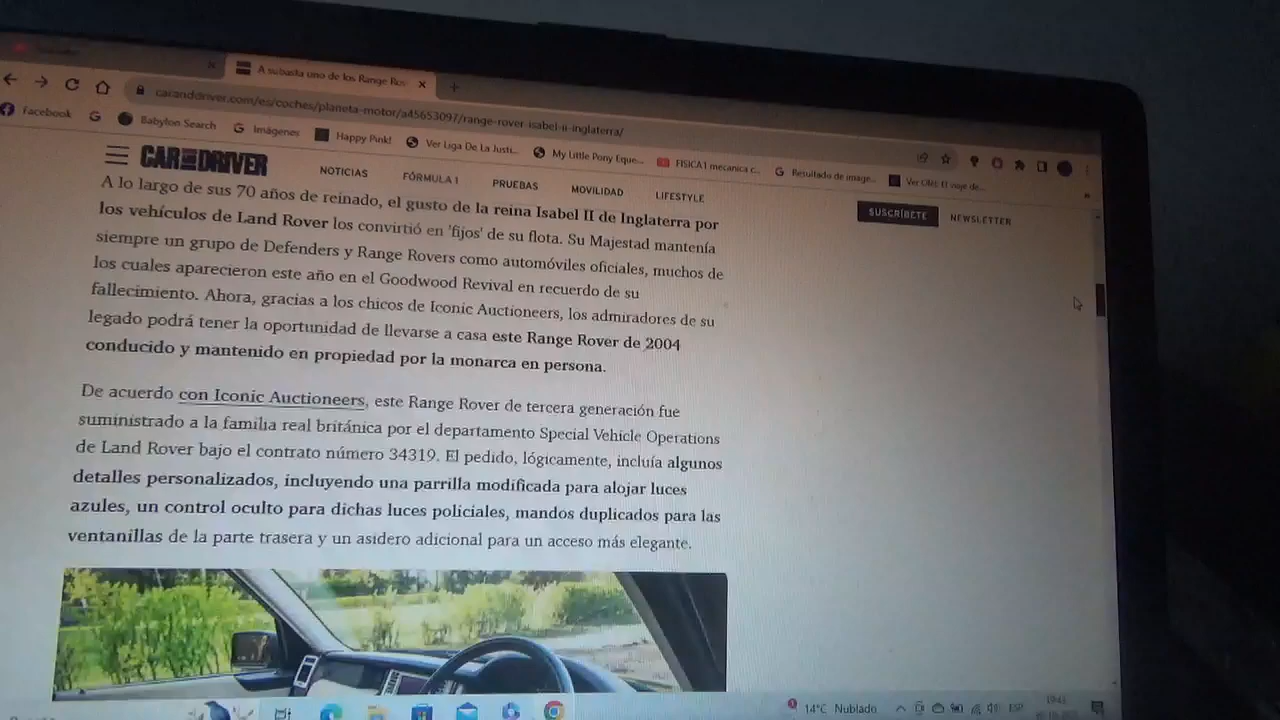 A subasta uno de los Range Rov
caranddriver.com/es/coches/planeta-motor/a45653097/range-rover-isabel-ii-inglaterra/
Facebook
Babylon Search
Imágenes
Happy Pink!
Ver Liga De La Justi...
My Little Pony Eque...
FISICA1 mecanica c...
Resultado de image...
CAR AND DRIVER
NOTICIAS
FÓRMULA 1
PRUEBAS
MOVILIDAD
LIFESTYLE
SUSCRÍBETE
NEWSLETTER
A lo largo de sus 70 años de reinado, el gusto de la reina Isabel II de Inglaterra por
los vehículos de Land Rover los convirtió en 'fijos' de su flota. Su Majestad mantenía
siempre un grupo de Defenders y Range Rovers como automóviles oficiales, muchos de
los cuales aparecieron este año en el Goodwood Revival en recuerdo de su
fallecimiento. Ahora, gracias a los chicos de Iconic Auctioneers, los admiradores de su
legado podrá tener la oportunidad de llevarse a casa este Range Rover de 2004
conducido y mantenido en propiedad por la monarca en persona.
De acuerdo con Iconic Auctioneers, este Range Rover de tercera generación fue
suministrado a la familia real británica por el departamento Special Vehicle Operations
de Land Rover bajo el contrato número 34319. El pedido, lógicamente, incluía algunos
detalles personalizados, incluyendo una parrilla modificada para alojar luces
azules, un control oculto para dichas luces policiales, mandos duplicados para las
ventanillas de la parte trasera y un asidero adicional para un acceso más elegante.
14°C Nublado
ESP